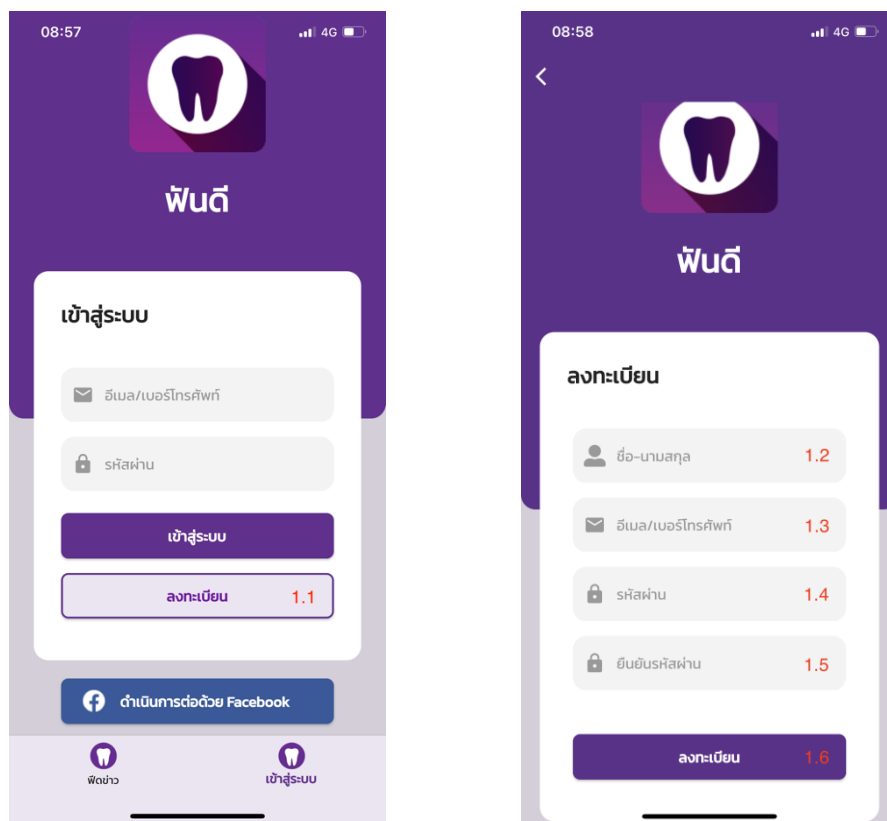 08:57
4G
ฟันดี
เข้าสู่ระบบ
อีเมล/เบอร์โทรศัพท์
รหัสผ่าน
เข้าสู่ระบบ
ลงทะเบียน 1.1
ดำเนินการต่อด้วย Facebook
ฟีดข่าว
เข้าสู่ระบบ
08:58
4G
ฟันดี
ลงทะเบียน
ชื่อ-นามสกุล 1.2
อีเมล/เบอร์โทรศัพท์ 1.3
รหัสผ่าน 1.4
ยืนยันรหัสผ่าน 1.5
ลงทะเบียน 1.6